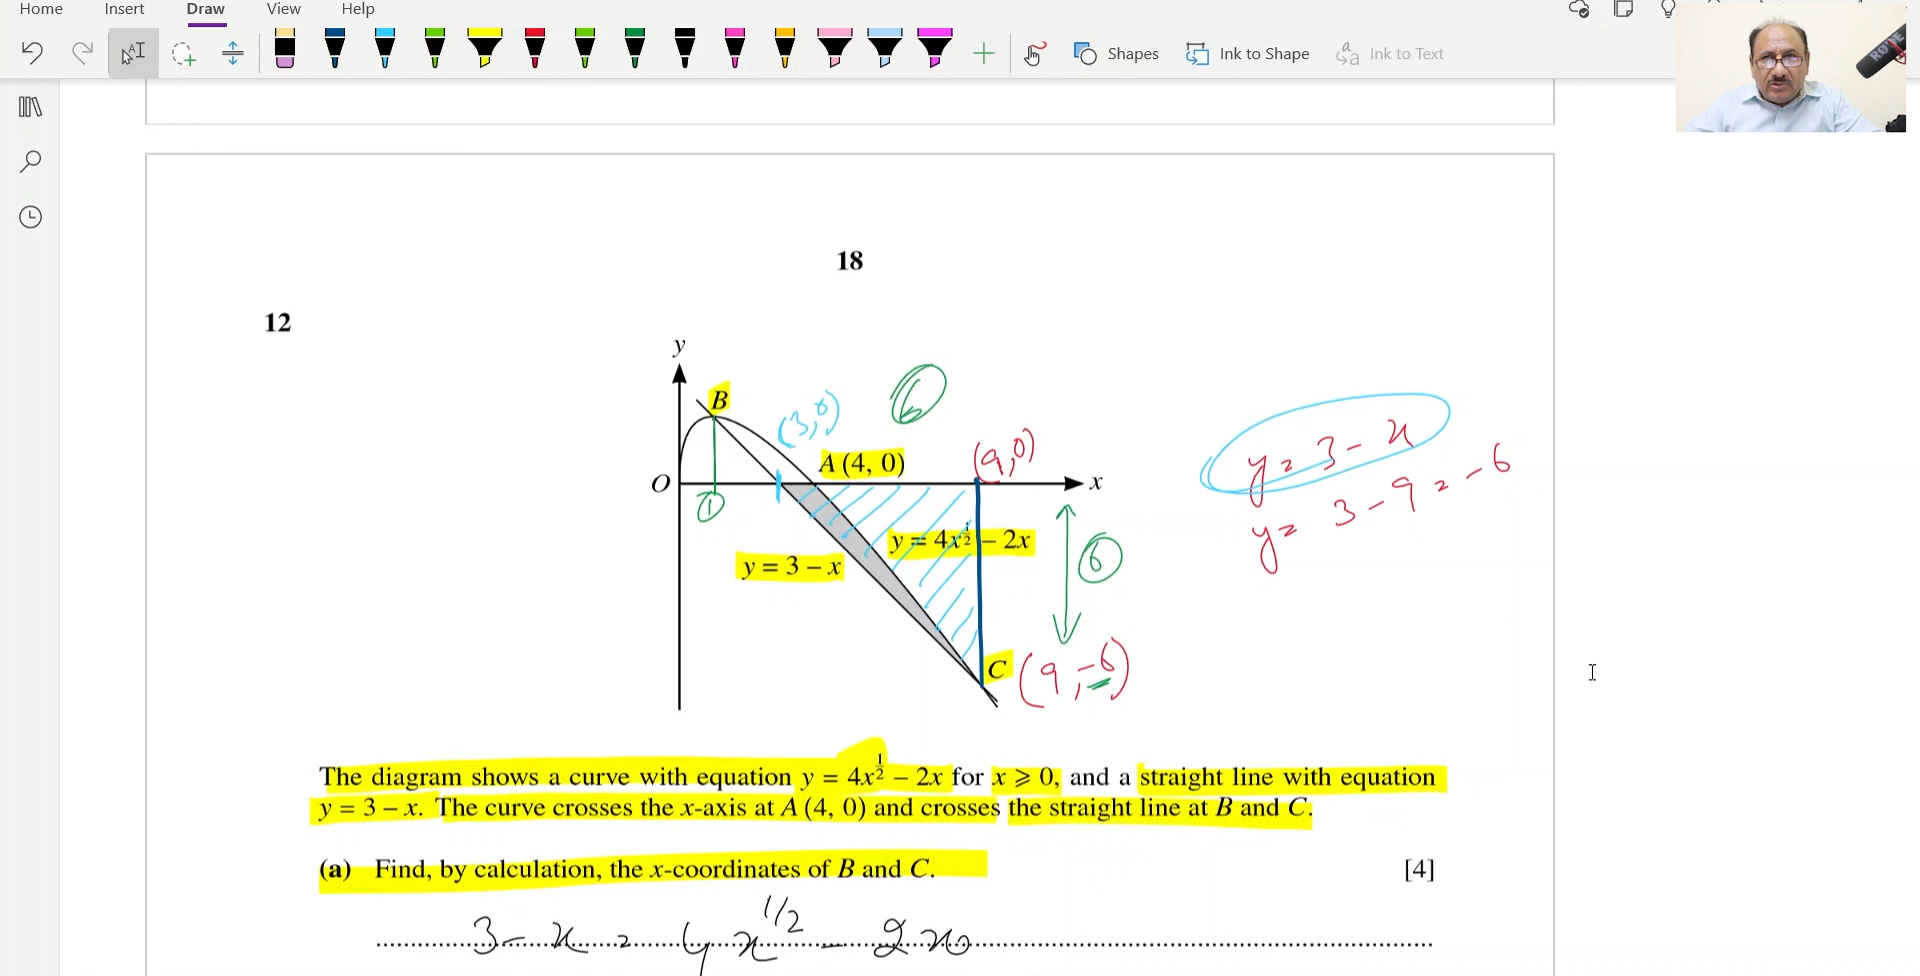 Home Insert Draw View Help
Shapes Ink to Shape Ink to Text
RØDE
18
12
y
B
(3,0)
6
A (4, 0)
(9,0)
O
x
1
y = 4x^{1/2} – 2x
y = 3 – x
6
C (9, -6)
y = 3 - x
y = 3 - 9 = -6
The diagram shows a curve with equation y = 4x^{1/2} – 2x for x ⩾ 0, and a straight line with equation
y = 3 – x. The curve crosses the x-axis at A (4, 0) and crosses the straight line at B and C.
(a) Find, by calculation, the x-coordinates of B and C. [4]
3 - x = 4x^{1/2} - 2x